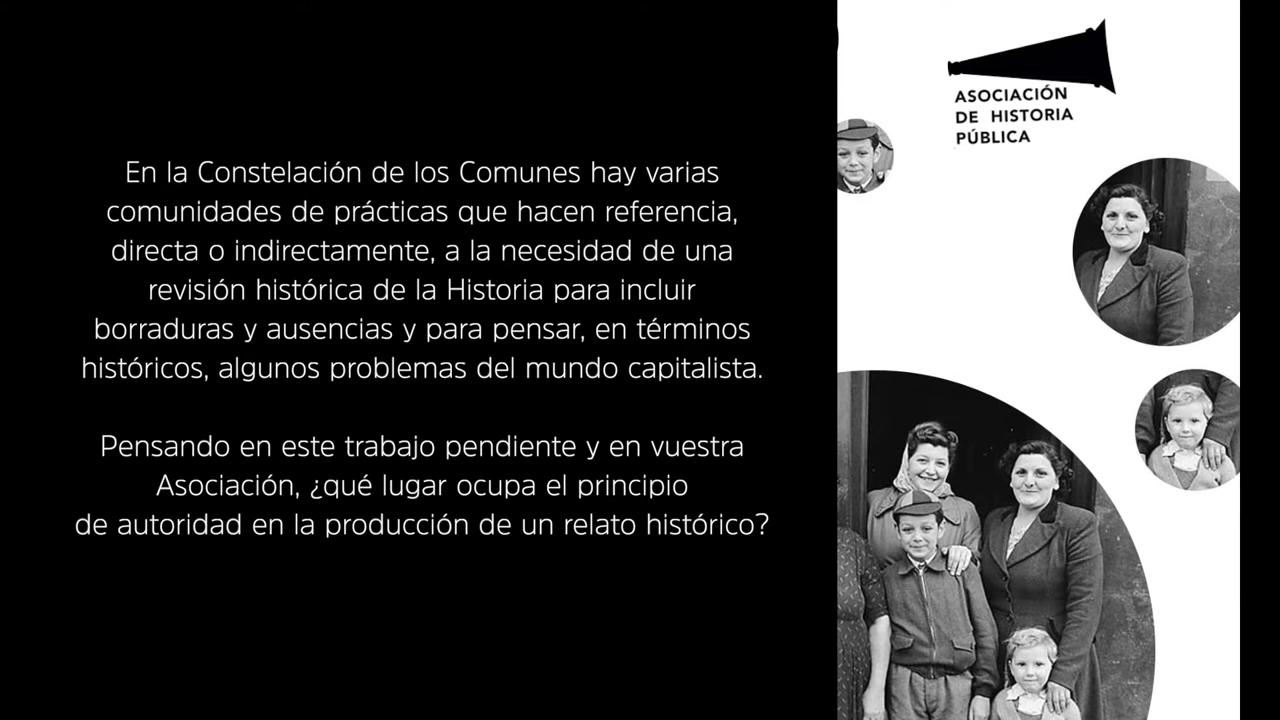 En la Constelación de los Comunes hay varias
comunidades de prácticas que hacen referencia,
directa o indirectamente, a la necesidad de una
revisión histórica de la Historia para incluir
borraduras y ausencias y para pensar, en términos
históricos, algunos problemas del mundo capitalista.
Pensando en este trabajo pendiente y en vuestra
Asociación, ¿qué lugar ocupa el principio
de autoridad en la producción de un relato histórico?
ASOCIACIÓN
DE HISTORIA
PÚBLICA